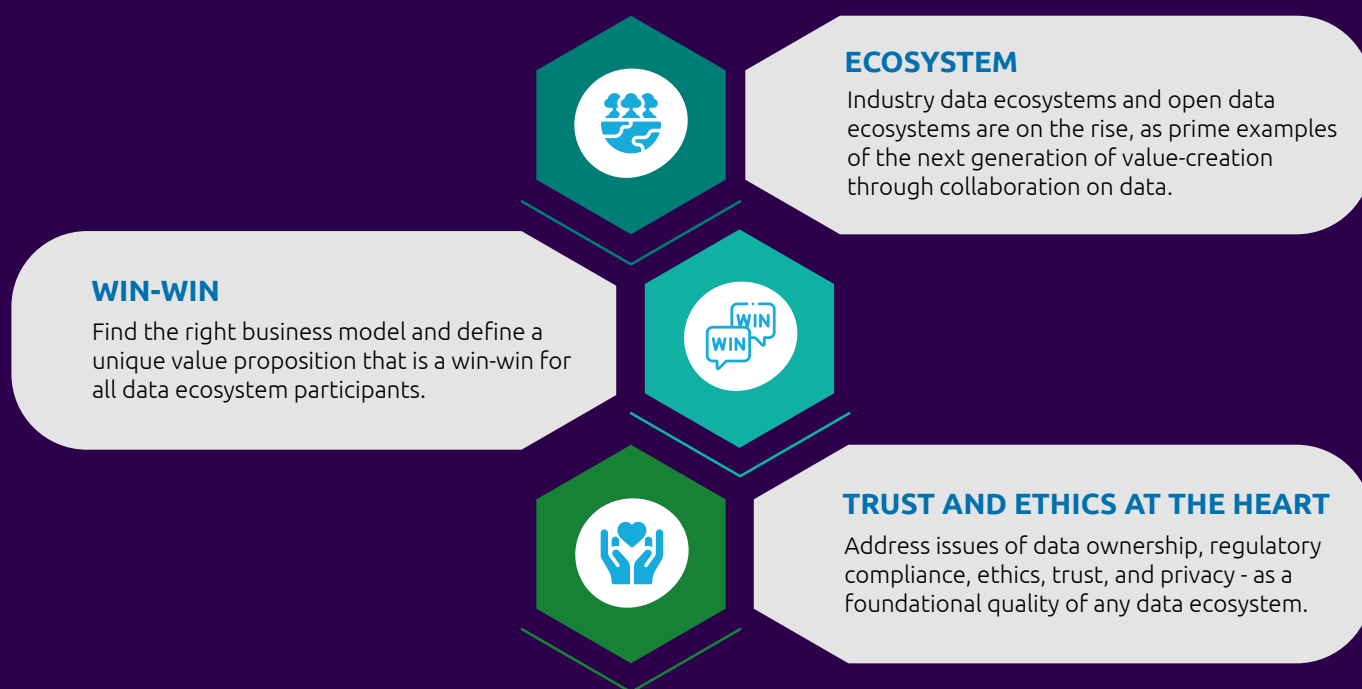 ECOSYSTEM
Industry data ecosystems and open data
ecosystems are on the rise, as prime examples
of the next generation of value-creation
through collaboration on data.
WIN-WIN
Find the right business model and define a
unique value proposition that is a win-win for
all data ecosystem participants.
WIN
WIN
TRUST AND ETHICS AT THE HEART
Address issues of data ownership, regulatory
compliance, ethics, trust, and privacy - as a
foundational quality of any data ecosystem.